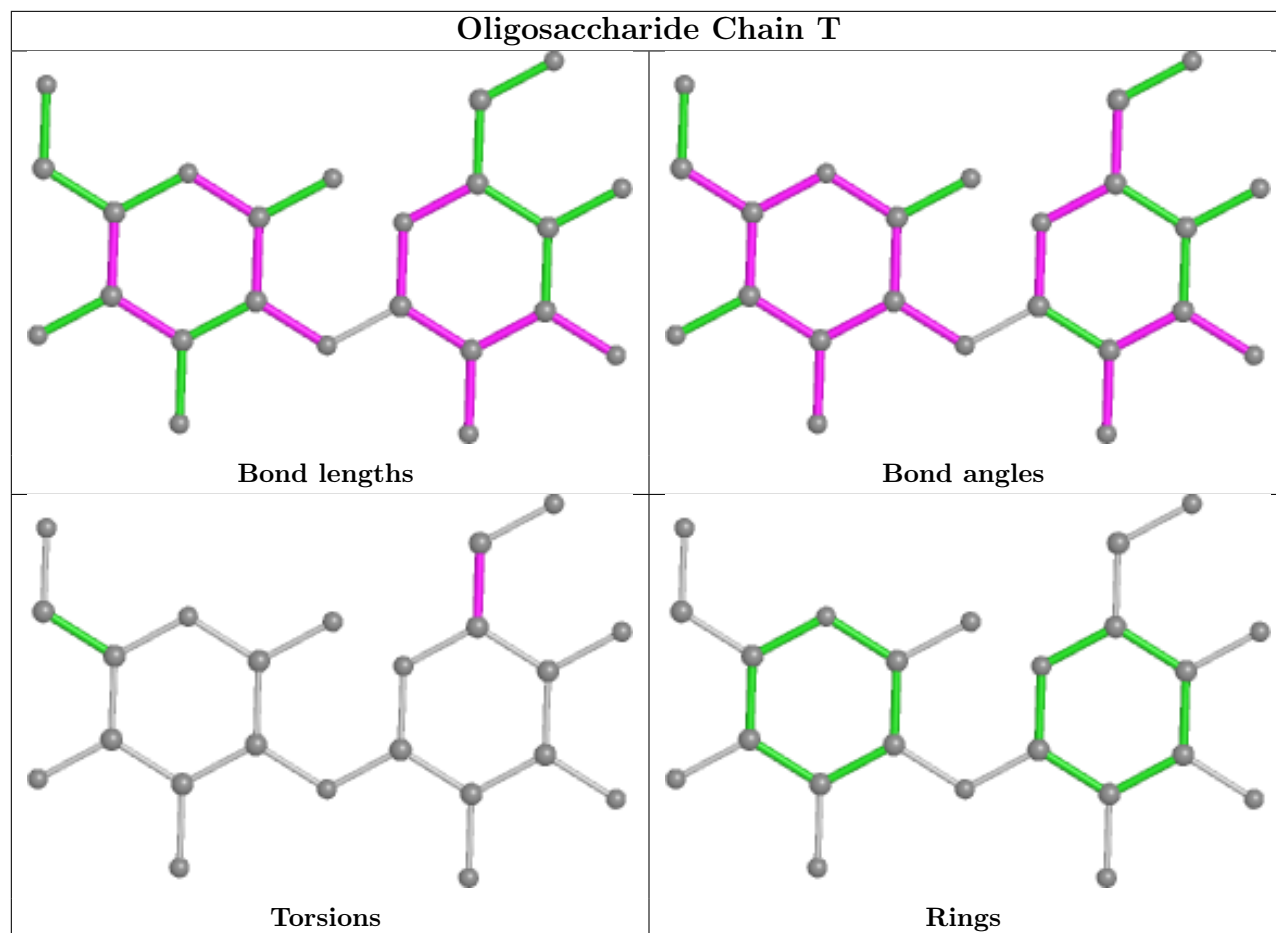 Oligosaccharide Chain T
Bond lengths
Bond angles
Torsions
Rings